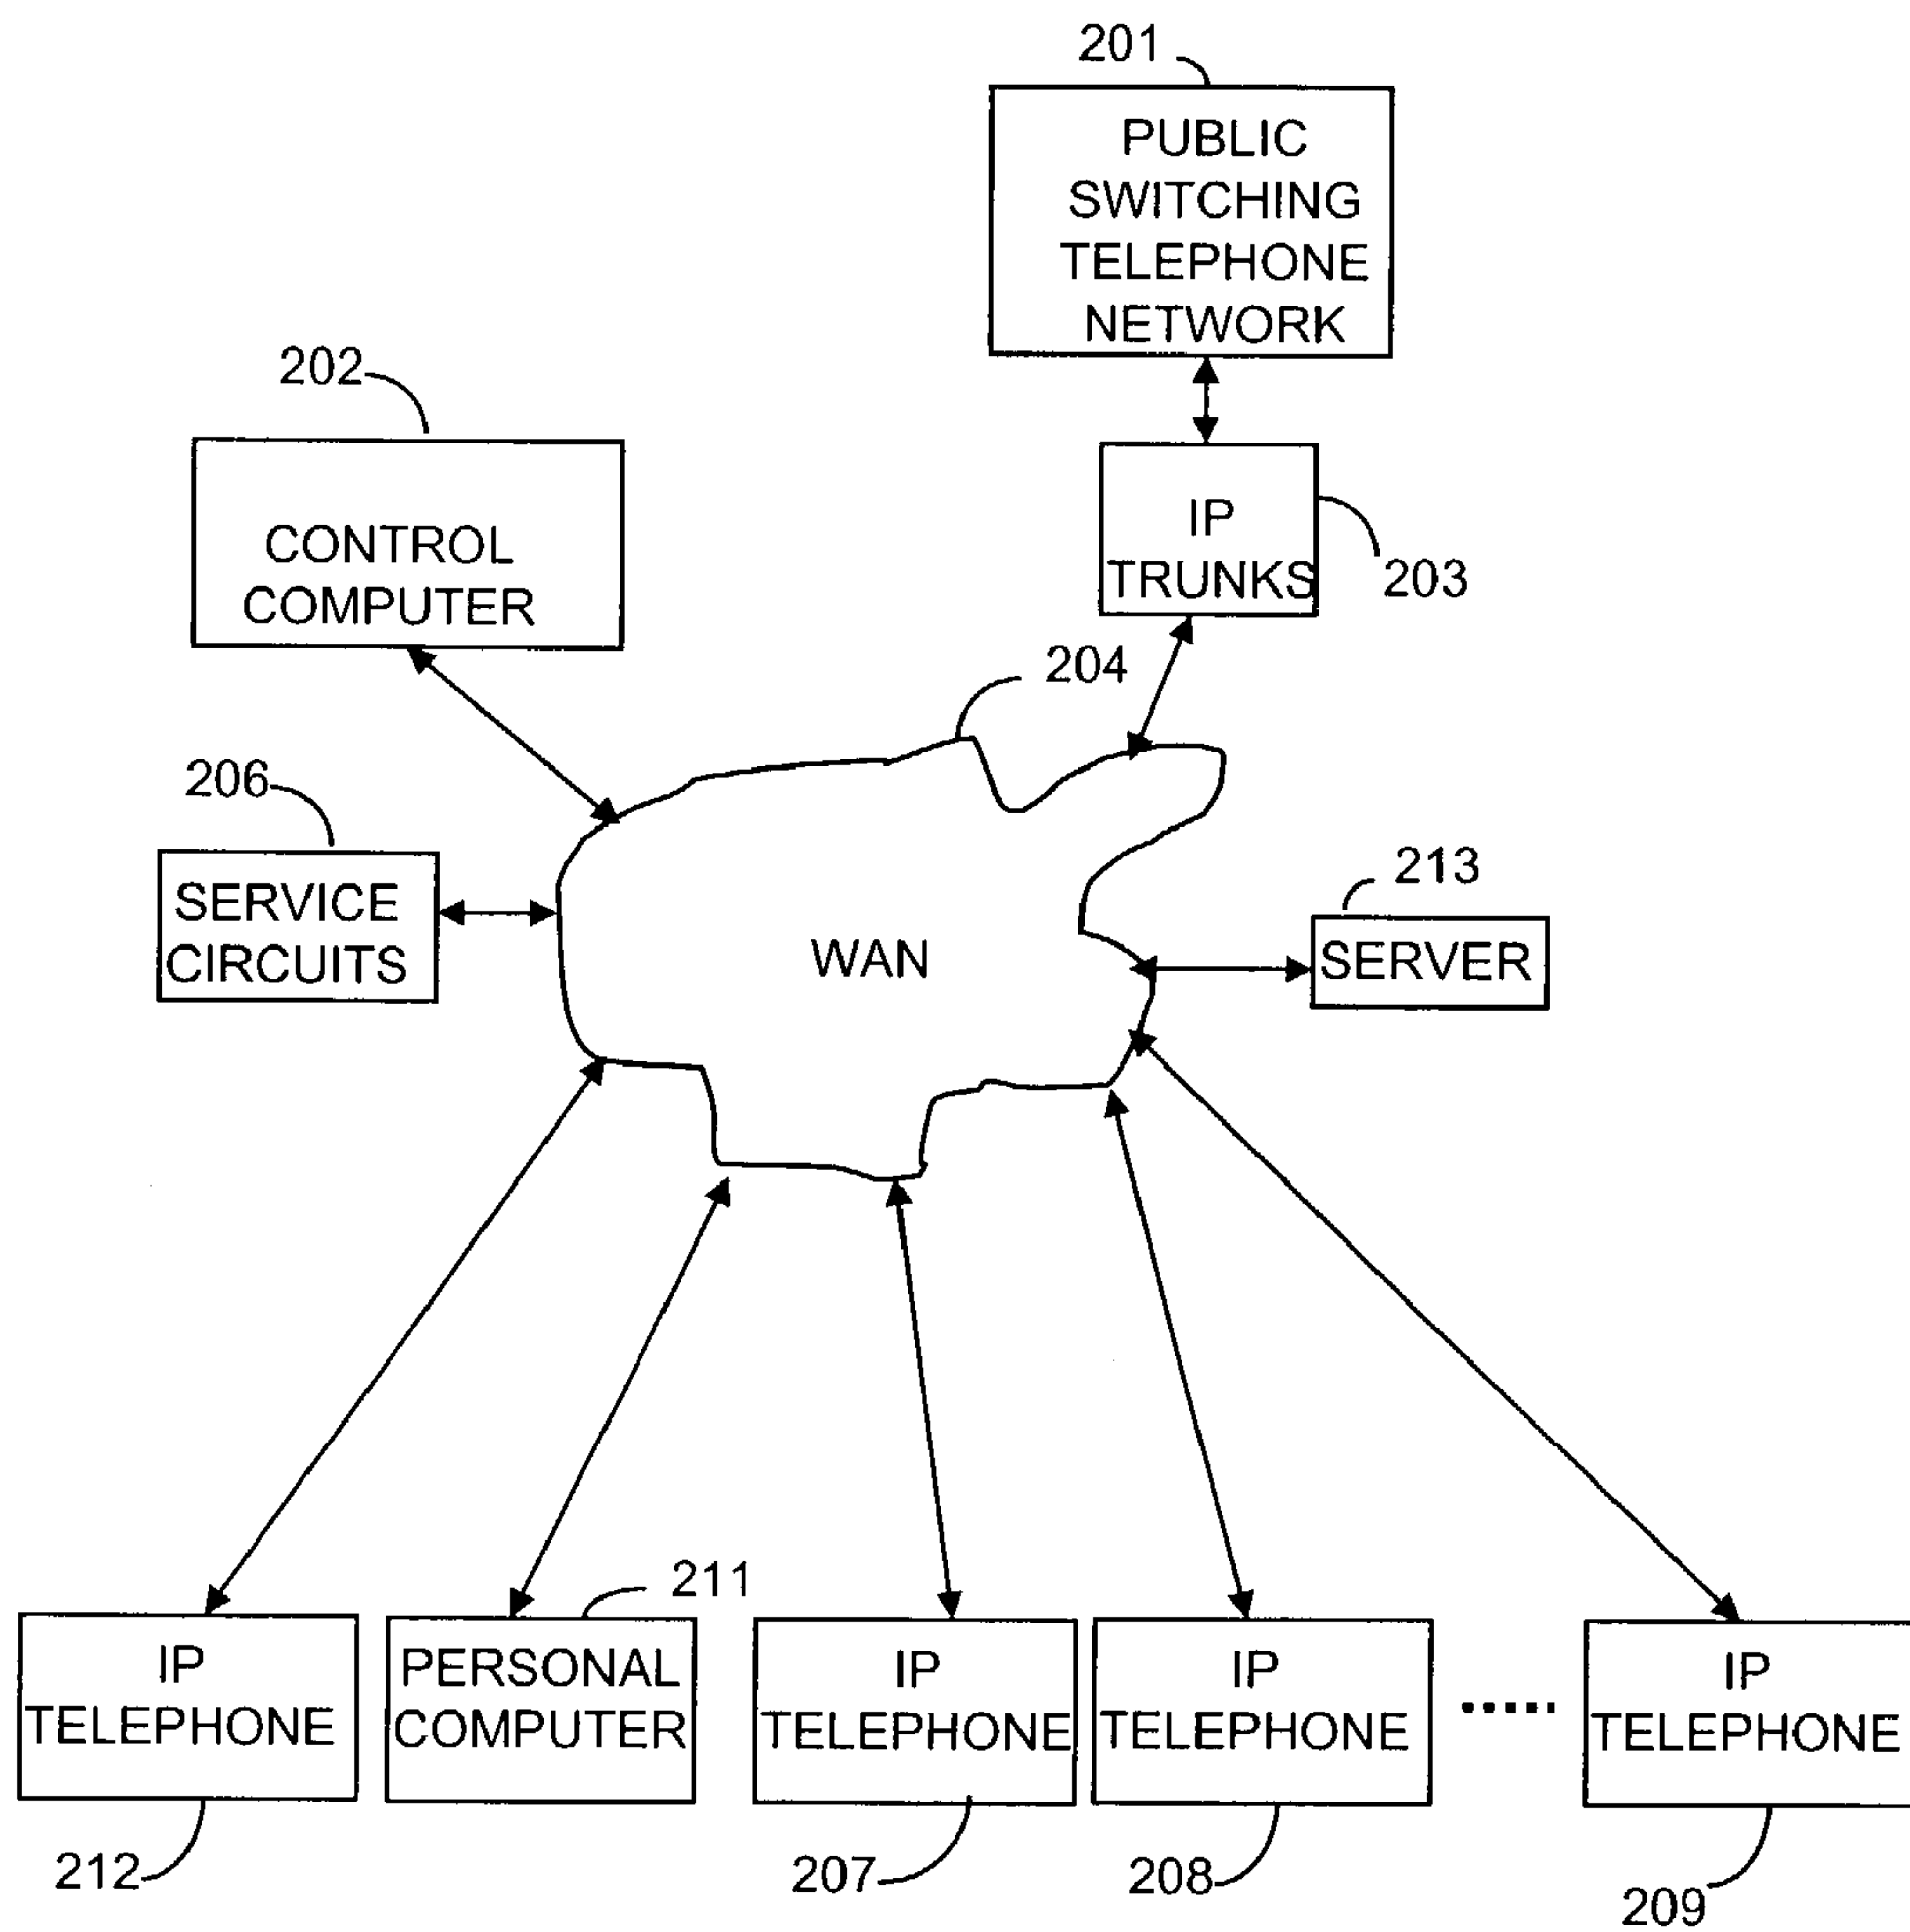 201
PUBLIC
SWITCHING
TELEPHONE
NETWORK
202
CONTROL
COMPUTER
IP
TRUNKS
203
204
206
SERVICE
CIRCUITS
WAN
213
SERVER
211
IP
TELEPHONE
PERSONAL
COMPUTER
IP
TELEPHONE
IP
TELEPHONE
IP
TELEPHONE
212
207
208
209